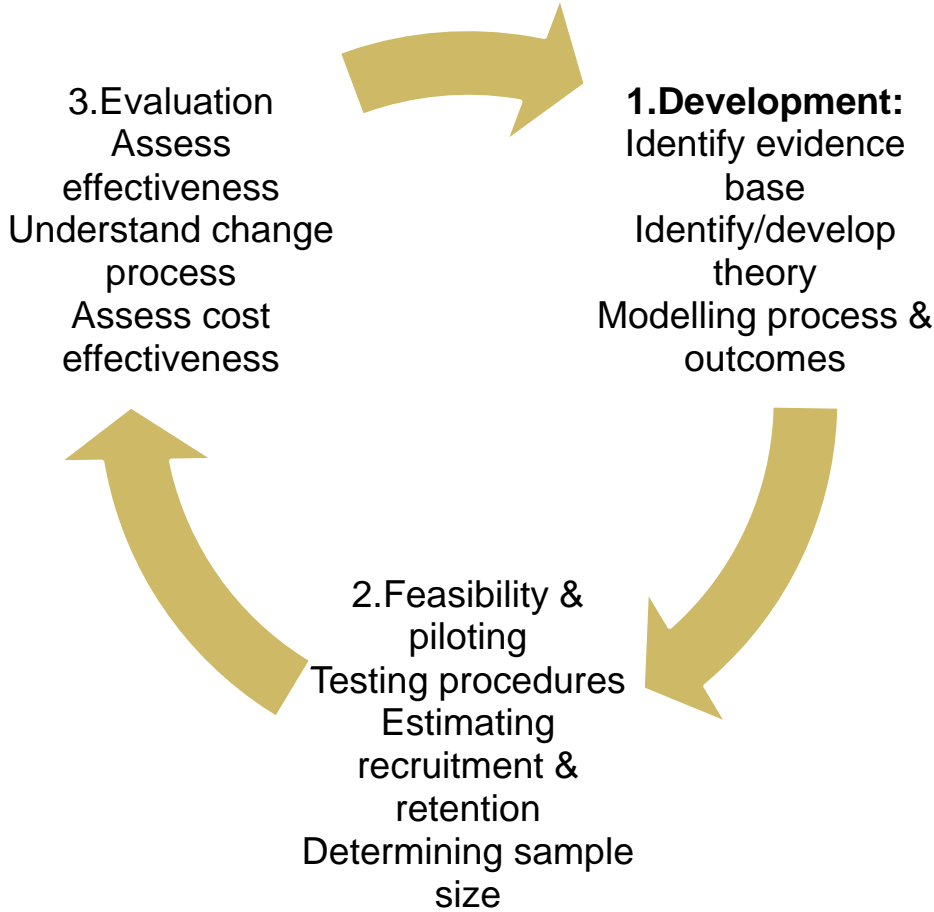 1.Development:
Identify evidence
base
Identify/develop
theory
Modelling process &
outcomes
2.Feasibility &
piloting
Testing procedures
Estimating
recruitment &
retention
Determining sample
size
3.Evaluation
Assess
effectiveness
Understand change
process
Assess cost
effectiveness